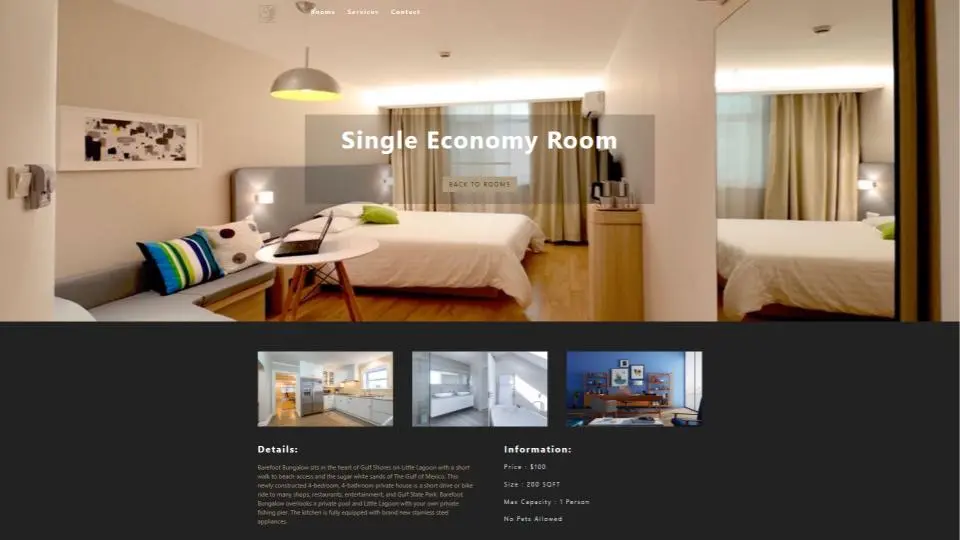 Rooms Services Contact
Single Economy Room
BACK TO ROOMS
Details:
Barefoot Bungalow sits in the heart of Gulf Shores on Little Lagoon with a short
walk to beach access and the sugar white sands of The Gulf of Mexico. This
newly constructed 4-bedroom, 4-bathroom private house is a short drive or bike
ride to many shops, restaurants, entertainment, and Gulf State Park. Barefoot
Bungalow overlooks a private pool and Little Lagoon with your own private
fishing pier. The kitchen is fully equipped with brand new stainless steel
appliances.
Information:
Price : $100
Size : 200 SQFT
Max Capacity : 1 Person
No Pets Allowed